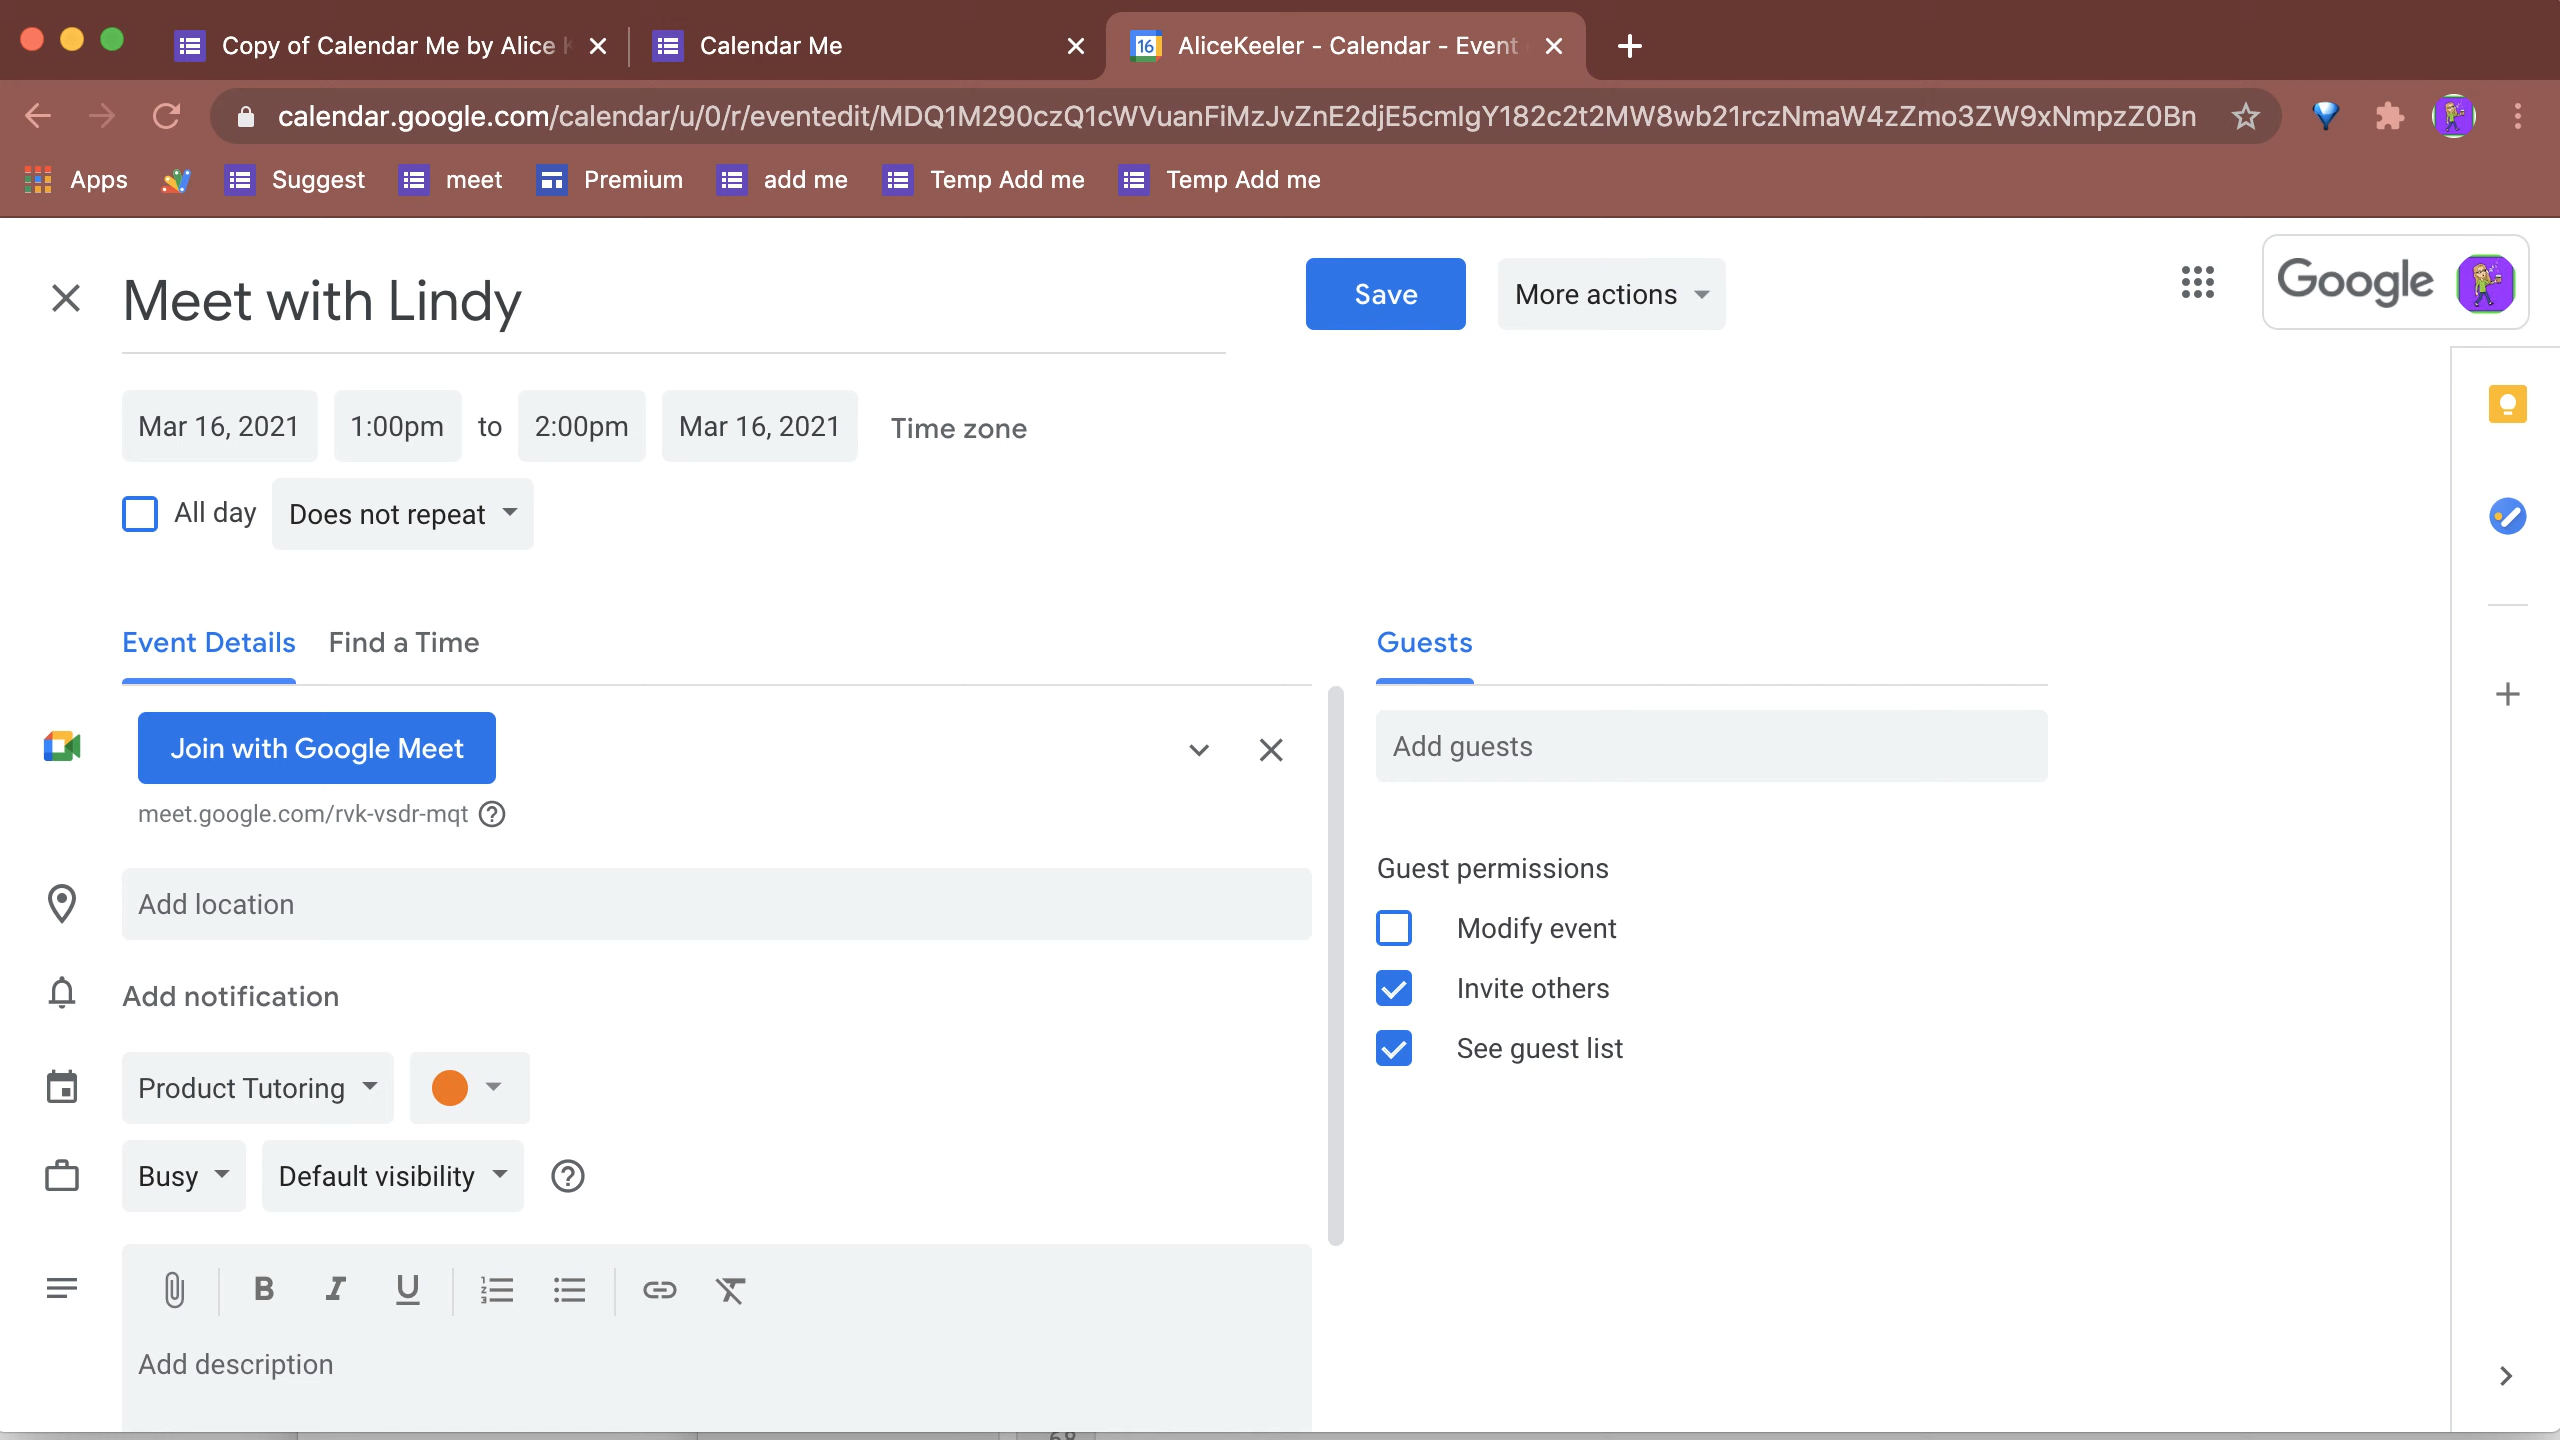 Copy of Calendar Me by Alice
Calendar Me
16
AliceKeeler - Calendar - Event
calendar.google.com/calendar/u/0/r/eventedit/MDQ1M290czQ1cWVuanFiMzJvZnE2djE5cmlgY182c2t2MW8wb21rczNmaW4zZmo3ZW9xNmpzZ0Bn
Apps
Suggest
meet
Premium
add me
Temp Add me
Temp Add me
Meet with Lindy
Save
More actions
Google
Mar 16, 2021 1:00pm to 2:00pm Mar 16, 2021 Time zone
All day Does not repeat
Event Details Find a Time
Guests
Join with Google Meet
Add guests
meet.google.com/rvk-vsdr-mqt
Add location
Guest permissions
Modify event
Invite others
See guest list
Add notification
Product Tutoring
Busy Default visibility
B I U
Add description